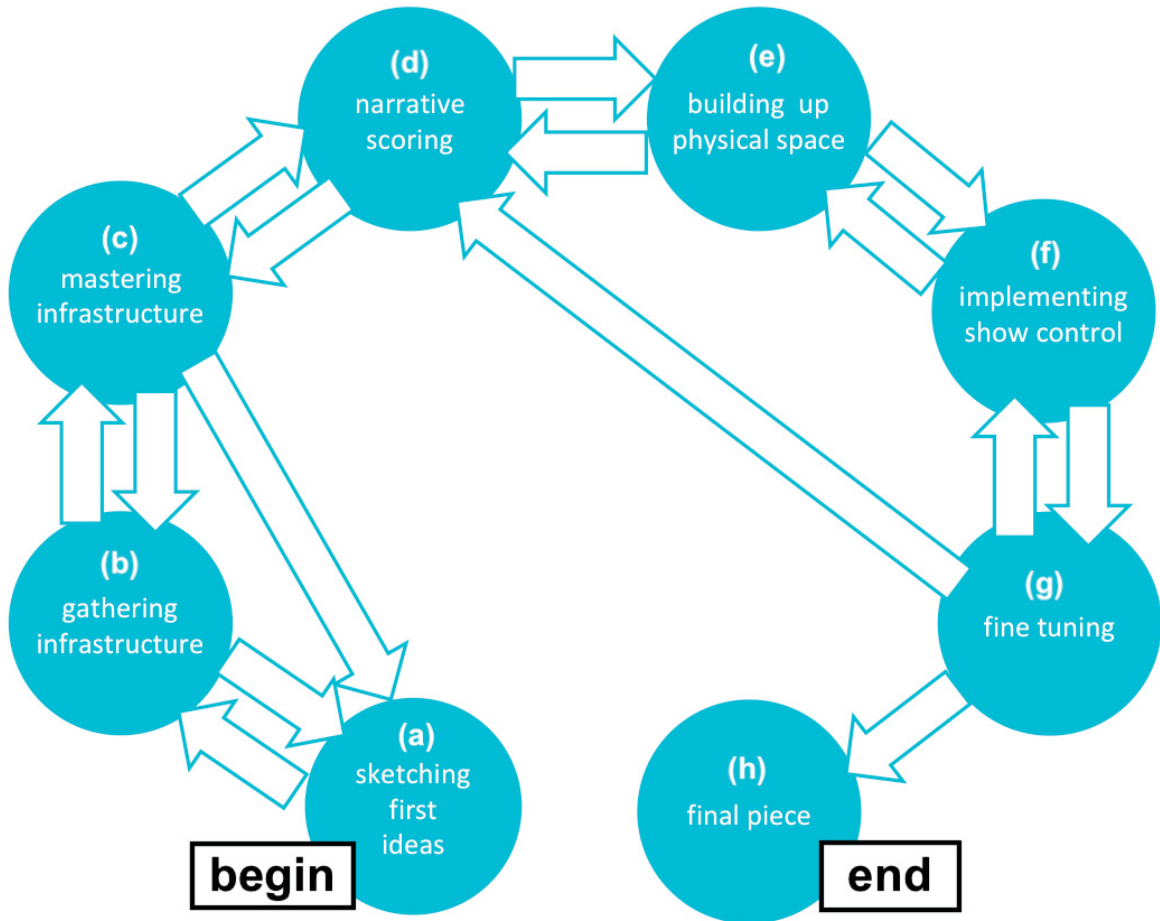 (d)
narrative
scoring
(e)
building up
physical space
(c)
mastering
infrastructure
(f)
implementing
show control
(b)
gathering
infrastructure
(g)
fine tuning
(a)
sketching
first
ideas
(h)
final piece
begin
end